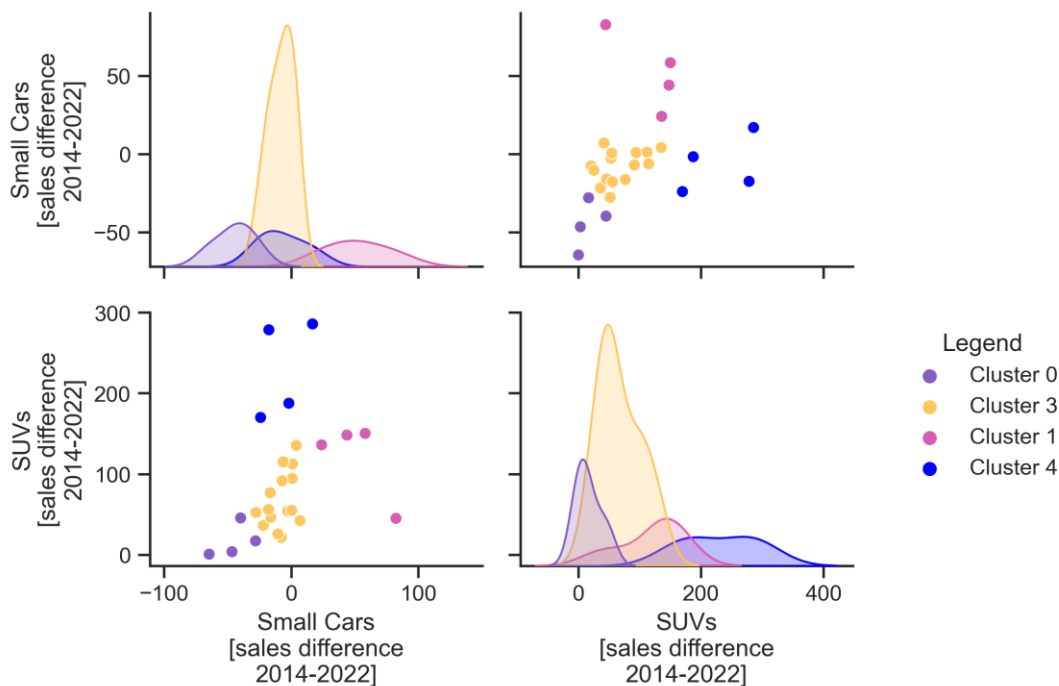 Small Cars
[sales difference
2014-2022]
50
0
−50
SUVs
[sales difference
2014-2022]
300
200
100
0
−100
0
100
Small Cars
[sales difference
2014-2022]
0
200
400
SUVs
[sales difference
2014-2022]
Legend
Cluster 0
Cluster 3
Cluster 1
Cluster 4